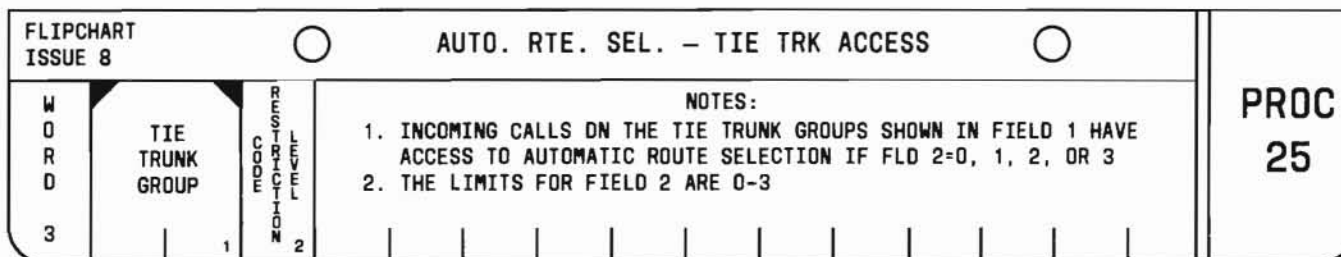 FLIPCHART
ISSUE 8
AUTO. RTE. SEL. – TIE TRK ACCESS
WORD 3
TIE
TRUNK
GROUP
1
CODE
RESTRICTION
LEVEL
2
NOTES:
1. INCOMING CALLS ON THE TIE TRUNK GROUPS SHOWN IN FIELD 1 HAVE
ACCESS TO AUTOMATIC ROUTE SELECTION IF FLD 2=0, 1, 2, OR 3
2. THE LIMITS FOR FIELD 2 ARE 0-3
PROC
25